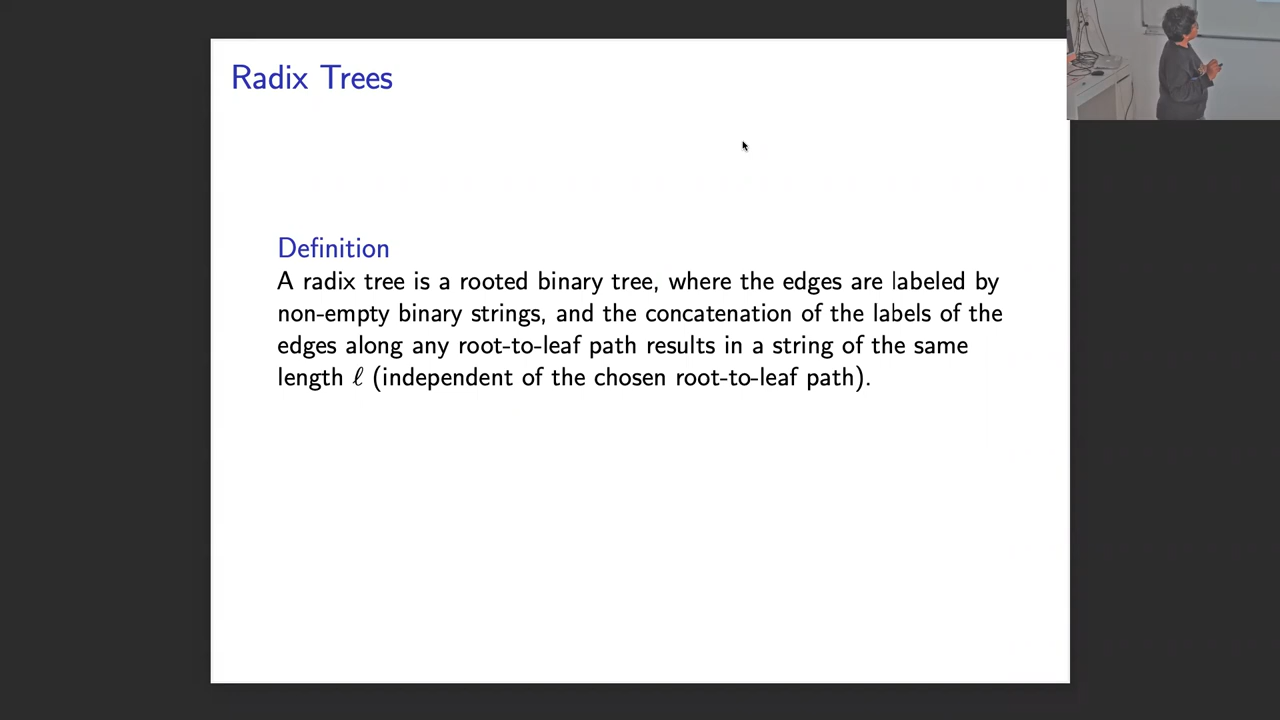 Radix Trees
Definition
A radix tree is a rooted binary tree, where the edges are labeled by
non-empty binary strings, and the concatenation of the labels of the
edges along any root-to-leaf path results in a string of the same
length ℓ (independent of the chosen root-to-leaf path).